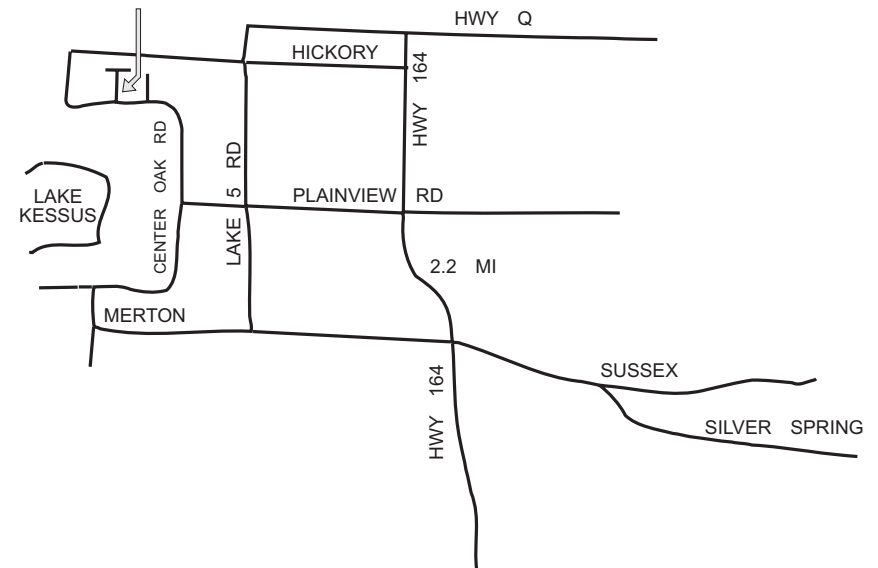 HWY Q
HICKORY
HWY 164
CENTER OAK RD
LAKE 5 RD
LAKE
KESSUS
PLAINVIEW RD
2.2 MI
MERTON
SUSSEX
HWY 164
SILVER SPRING